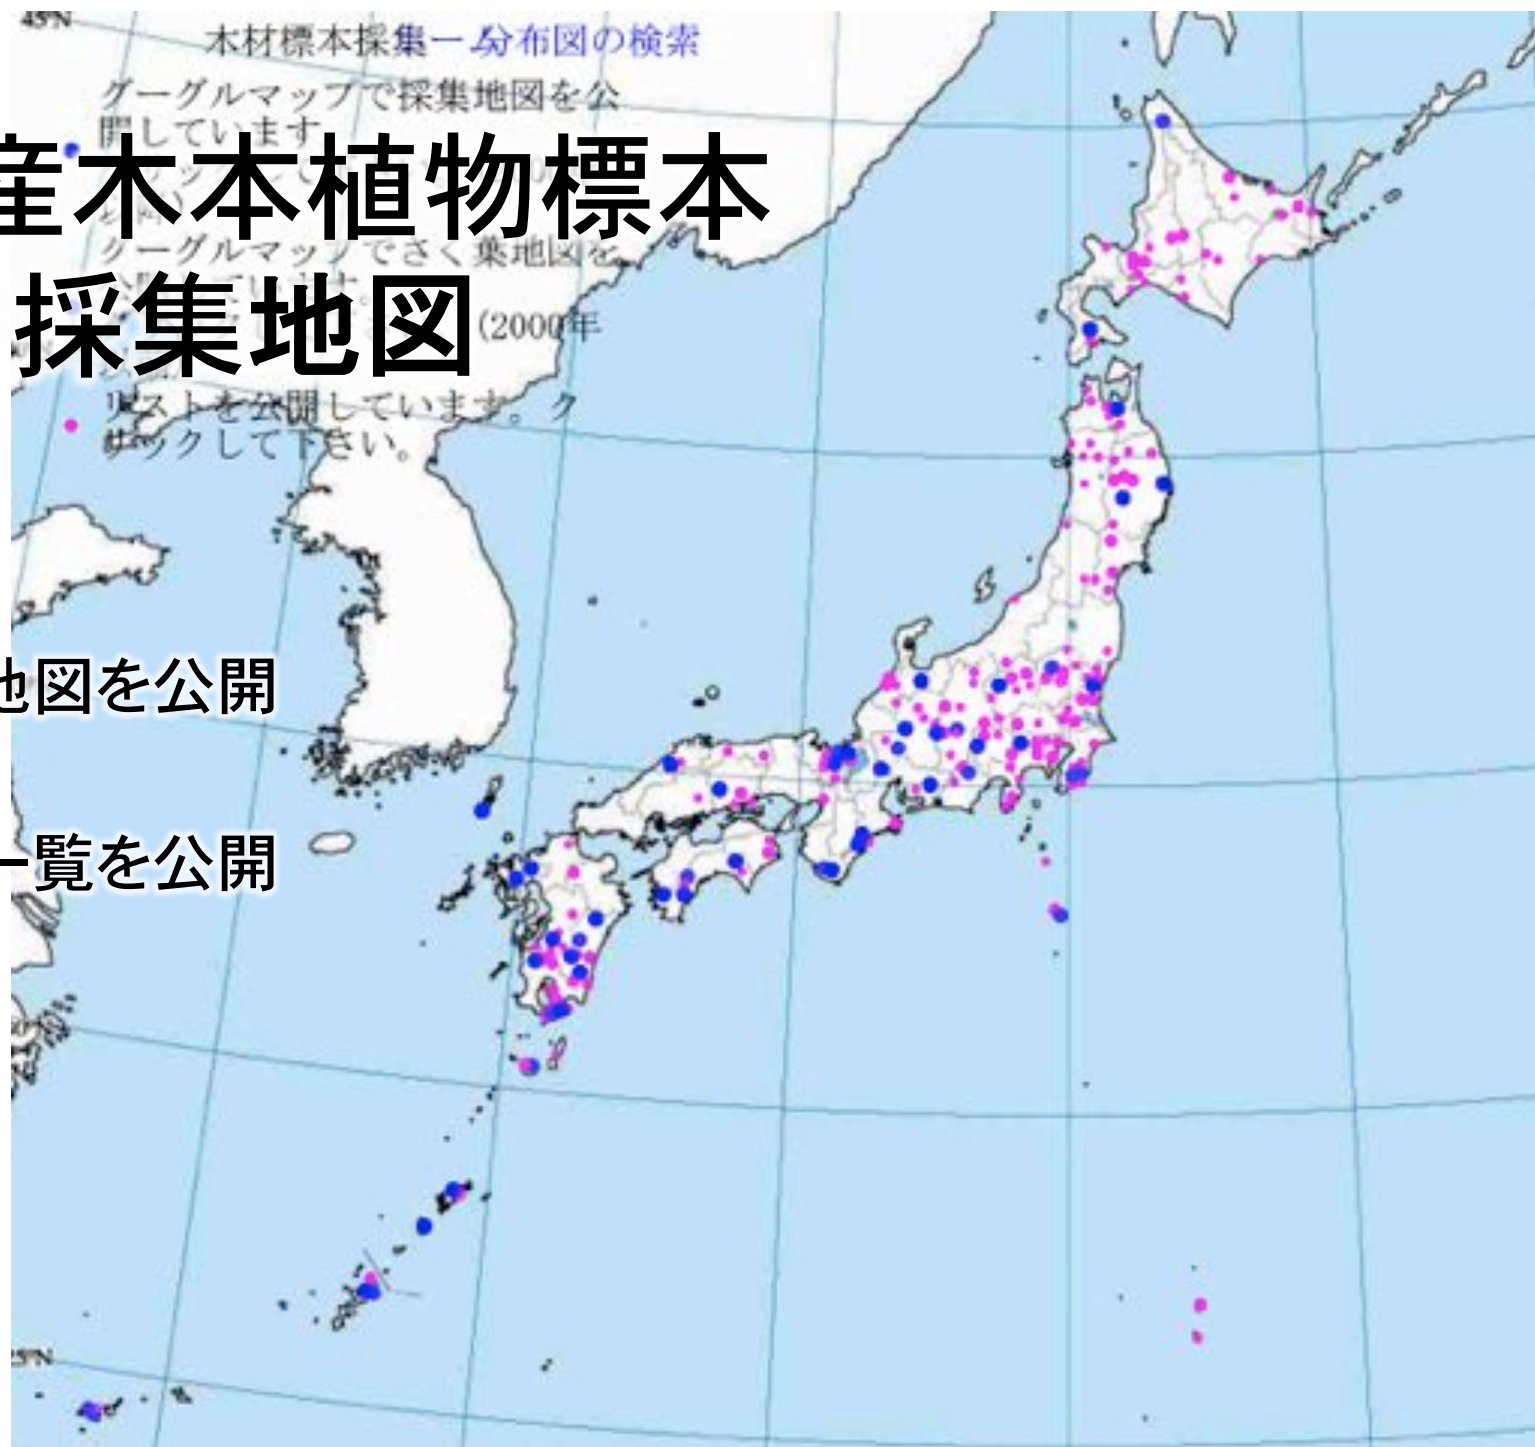 45°N
木材標本採集ー分布図の検索
グーグルマップで採集地図を公
開しています
産木本植物標本
グーグルマップでさく葉地図を
採集地図
(2000年
リストを公開しています。ク
リックして下さい。
地図を公開
一覧を公開
5°N